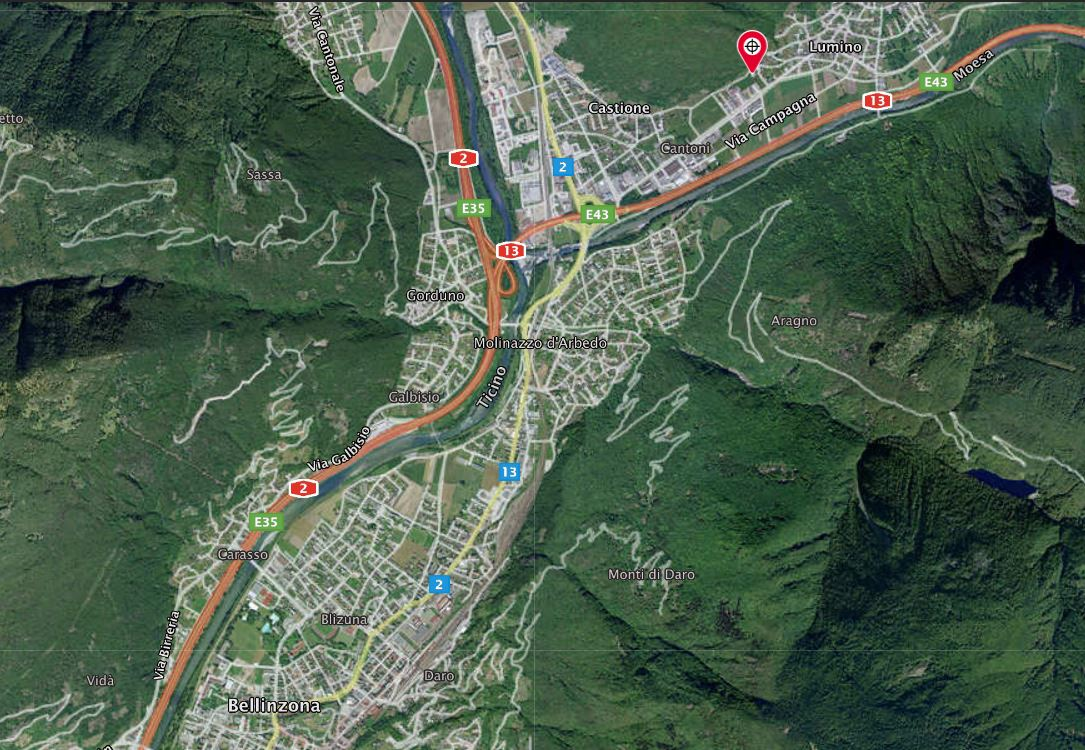 Via Cantonale
Lumino
E43
Moesa
13
Castione
Via Campagna
etto
Cantoni
2
2
Sassa
E35
E43
13
Gorduno
Aragno
Molinazzo d'Arbedo
Ticino
Galbisio
Via Galbisio
13
2
E35
Carasso
Monti di Daro
2
Blizuna
Via Birreria
Vidà
Daro
Bellinzona